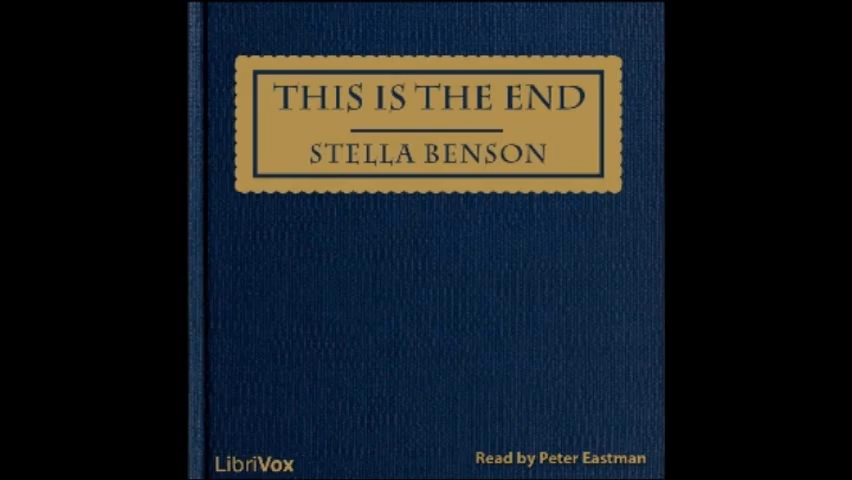 THIS IS THE END
STELLA BENSON
LibriVox
Read by Peter Eastman